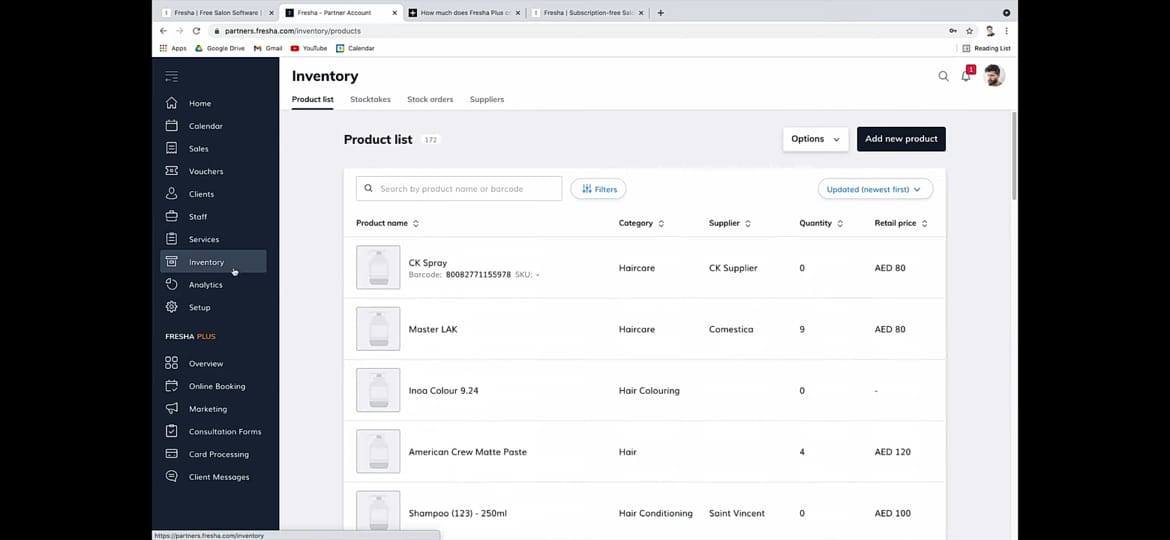 Fresha | Free Salon Software |
Fresha – Partner Account
How much does Fresha Plus c
Fresha | Subscription-free Sal
partners.fresha.com/inventory/products
Apps Google Drive Gmail YouTube Calendar Reading List
Inventory
1
Product list Stocktakes Stock orders Suppliers
Home
Calendar
Sales
Vouchers
Clients
Staff
Services
Inventory
Analytics
Setup
FRESHA PLUS
Overview
Online Booking
Marketing
Consultation Forms
Card Processing
Client Messages
Product list 172
Options Add new product
Search by product name or barcode Filters Updated (newest first)
Product name Category Supplier Quantity Retail price
CK Spray
Barcode: 80082771155978 SKU: -
Haircare CK Supplier 0 AED 80
Master LAK Haircare Comestica 9 AED 80
Inoa Colour 9.24 Hair Colouring 0 -
American Crew Matte Paste Hair 4 AED 120
Shampoo (123) - 250ml Hair Conditioning Saint Vincent 0 AED 100
https://partners.fresha.com/inventory